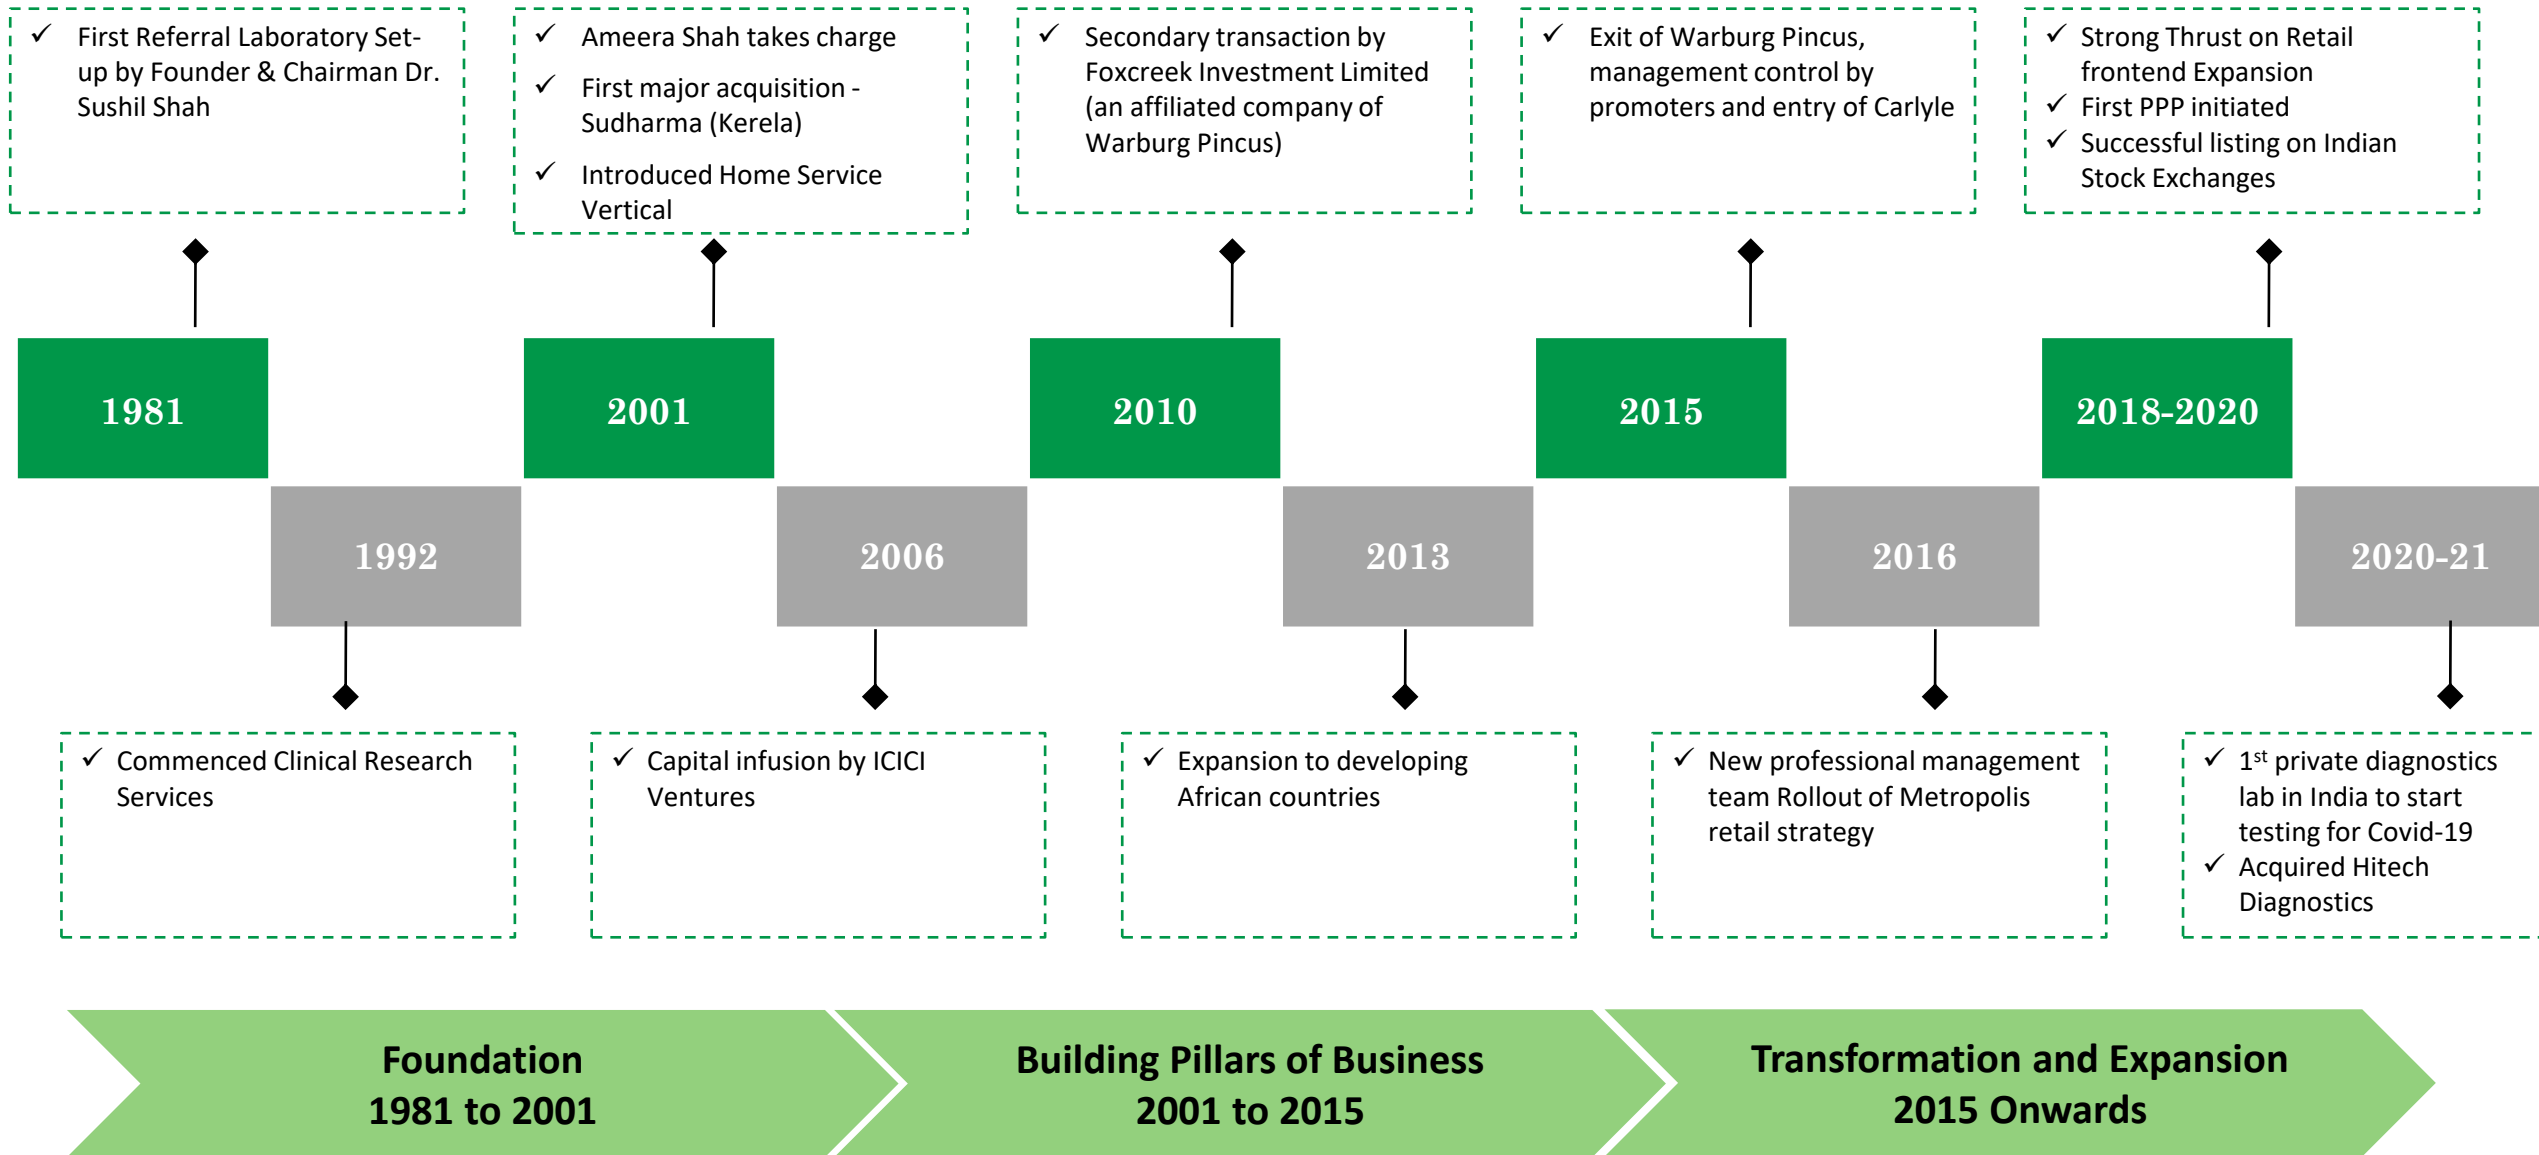 ✓ First Referral Laboratory Set-
up by Founder & Chairman Dr.
Sushil Shah
✓ Ameera Shah takes charge
✓ First major acquisition -
Sudharma (Kerela)
✓ Introduced Home Service
Vertical
✓ Secondary transaction by
Foxcreek Investment Limited
(an affiliated company of
Warburg Pincus)
✓ Exit of Warburg Pincus,
management control by
promoters and entry of Carlyle
✓ Strong Thrust on Retail
frontend Expansion
✓ First PPP initiated
✓ Successful listing on Indian
Stock Exchanges
1981
2001
2010
2015
2018-2020
1992
2006
2013
2016
2020-21
✓ Commenced Clinical Research
Services
✓ Capital infusion by ICICI
Ventures
✓ Expansion to developing
African countries
✓ New professional management
team Rollout of Metropolis
retail strategy
✓ 1st private diagnostics
lab in India to start
testing for Covid-19
✓ Acquired Hitech
Diagnostics
Foundation
1981 to 2001
Building Pillars of Business
2001 to 2015
Transformation and Expansion
2015 Onwards